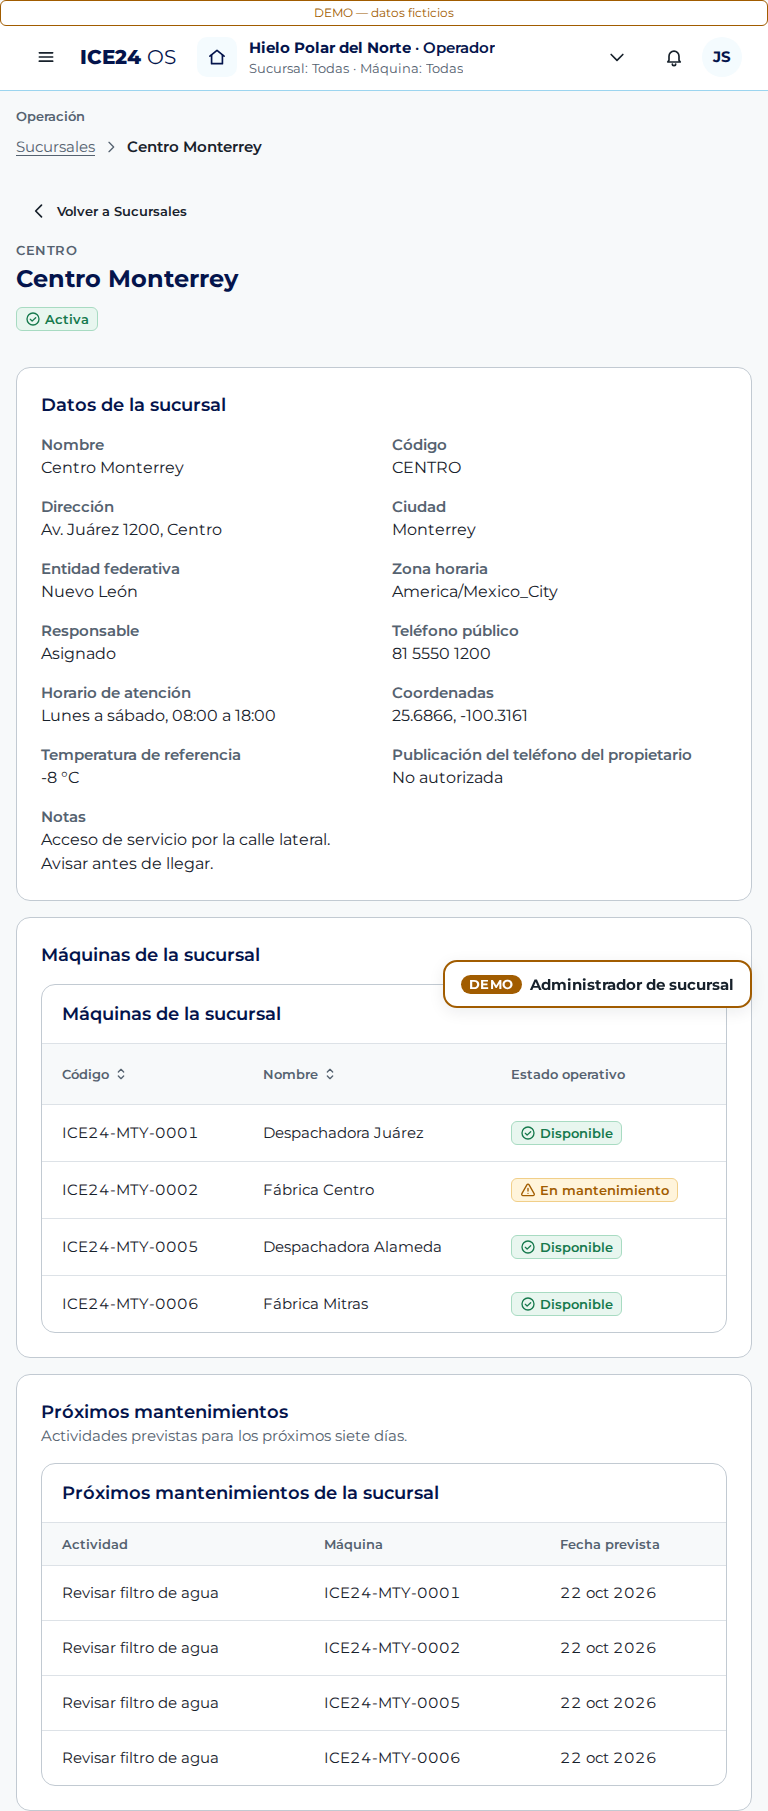 DEMO — datos ficticios
ICE24 OS
Hielo Polar del Norte · Operador
Sucursal: Todas · Máquina: Todas
JS
Operación
Sucursales > Centro Monterrey
Volver a Sucursales
CENTRO
Centro Monterrey
Activa
Datos de la sucursal
Nombre
Centro Monterrey
Código
CENTRO
Dirección
Av. Juárez 1200, Centro
Ciudad
Monterrey
Entidad federativa
Nuevo León
Zona horaria
America/Mexico_City
Responsable
Asignado
Teléfono público
81 5550 1200
Horario de atención
Lunes a sábado, 08:00 a 18:00
Coordenadas
25.6866, -100.3161
Temperatura de referencia
-8 °C
Publicación del teléfono del propietario
No autorizada
Notas
Acceso de servicio por la calle lateral.
Avisar antes de llegar.
Máquinas de la sucursal
DEMO Administrador de sucursal
Máquinas de la sucursal
Código Nombre Estado operativo
ICE24-MTY-0001 Despachadora Juárez Disponible
ICE24-MTY-0002 Fábrica Centro En mantenimiento
ICE24-MTY-0005 Despachadora Alameda Disponible
ICE24-MTY-0006 Fábrica Mitras Disponible
Próximos mantenimientos
Actividades previstas para los próximos siete días.
Próximos mantenimientos de la sucursal
Actividad Máquina Fecha prevista
Revisar filtro de agua ICE24-MTY-0001 22 oct 2026
Revisar filtro de agua ICE24-MTY-0002 22 oct 2026
Revisar filtro de agua ICE24-MTY-0005 22 oct 2026
Revisar filtro de agua ICE24-MTY-0006 22 oct 2026